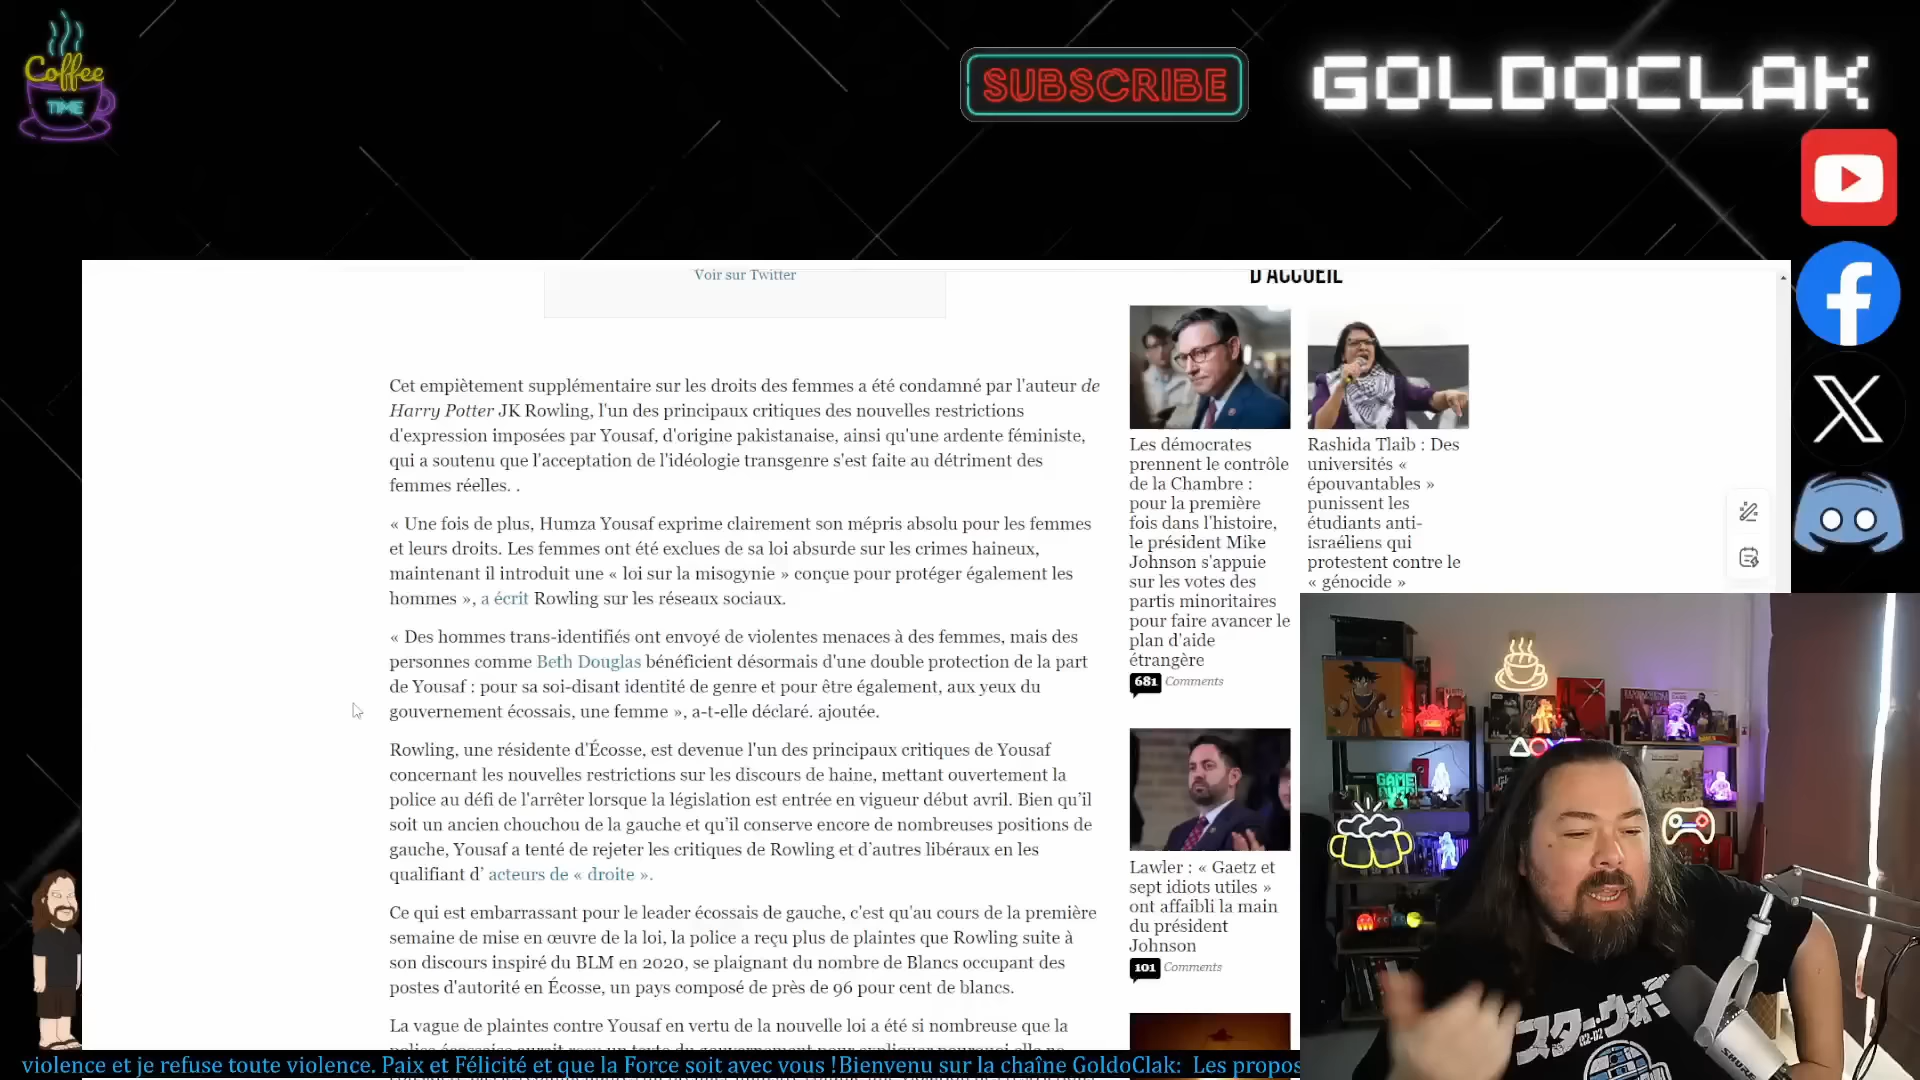 Coffee
TIME
SUBSCRIBE
GOLDOCLAK
Voir sur Twitter
Cet empiètement supplémentaire sur les droits des femmes a été condamné par l'auteur de
Harry Potter JK Rowling, l'un des principaux critiques des nouvelles restrictions
d'expression imposées par Yousaf, d'origine pakistanaise, ainsi qu'une ardente féministe,
qui a soutenu que l'acceptation de l'idéologie transgenre s'est faite au détriment des
femmes réelles. .
« Une fois de plus, Humza Yousaf exprime clairement son mépris absolu pour les femmes
et leurs droits. Les femmes ont été exclues de sa loi absurde sur les crimes haineux,
maintenant il introduit une « loi sur la misogynie » conçue pour protéger également les
hommes », a écrit Rowling sur les réseaux sociaux.
« Des hommes trans-identifiés ont envoyé de violentes menaces à des femmes, mais des
personnes comme Beth Douglas bénéficient désormais d'une double protection de la part
de Yousaf : pour sa soi-disant identité de genre et pour être également, aux yeux du
gouvernement écossais, une femme », a-t-elle déclaré. ajoutée.
Rowling, une résidente d'Écosse, est devenue l'un des principaux critiques de Yousaf
concernant les nouvelles restrictions sur les discours de haine, mettant ouvertement la
police au défi de l'arrêter lorsque la législation est entrée en vigueur début avril. Bien qu'il
soit un ancien chouchou de la gauche et qu'il conserve encore de nombreuses positions de
gauche, Yousaf a tenté de rejeter les critiques de Rowling et d'autres libéraux en les
qualifiant d' acteurs de « droite ».
Ce qui est embarrassant pour le leader écossais de gauche, c'est qu'au cours de la première
semaine de mise en œuvre de la loi, la police a reçu plus de plaintes que Rowling suite à
son discours inspiré du BLM en 2020, se plaignant du nombre de Blancs occupant des
postes d'autorité en Écosse, un pays composé de près de 96 pour cent de blancs.
La vague de plaintes contre Yousaf en vertu de la nouvelle loi a été si nombreuse que la
D'ACCUEIL
Les démocrates
prennent le contrôle
de la Chambre :
pour la première
fois dans l'histoire,
le président Mike
Johnson s'appuie
sur les votes des
partis minoritaires
pour faire avancer le
plan d'aide
étrangère
681 Comments
Rashida Tlaib : Des
universités «
épouvantables »
punissent les
étudiants anti-
israéliens qui
protestent contre le
« génocide »
Lawler : « Gaetz et
sept idiots utiles »
ont affaibli la main
du président
Johnson
101 Comments
GAME
スター・ウォ
R2-D2
SHURE
violence et je refuse toute violence. Paix et Félicité et que la Force soit avec vous !Bienvenu sur la chaîne GoldoClak: Les propos